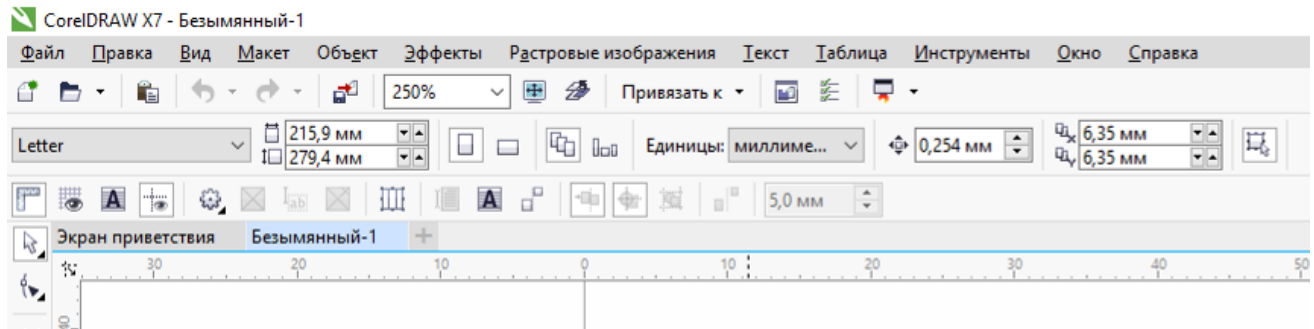 CorelDRAW X7 - Безымянный-1
Файл Правка Вид Макет Объект Эффекты Растровые изображения Текст Таблица Инструменты Окно Справка
250% Привязать к
Letter 215,9 мм 279,4 мм Единицы: миллиме... 0,254 мм 6,35 мм 6,35 мм
5,0 мм
Экран приветствия Безымянный-1
30 20 10 0 10 20 30 40 50